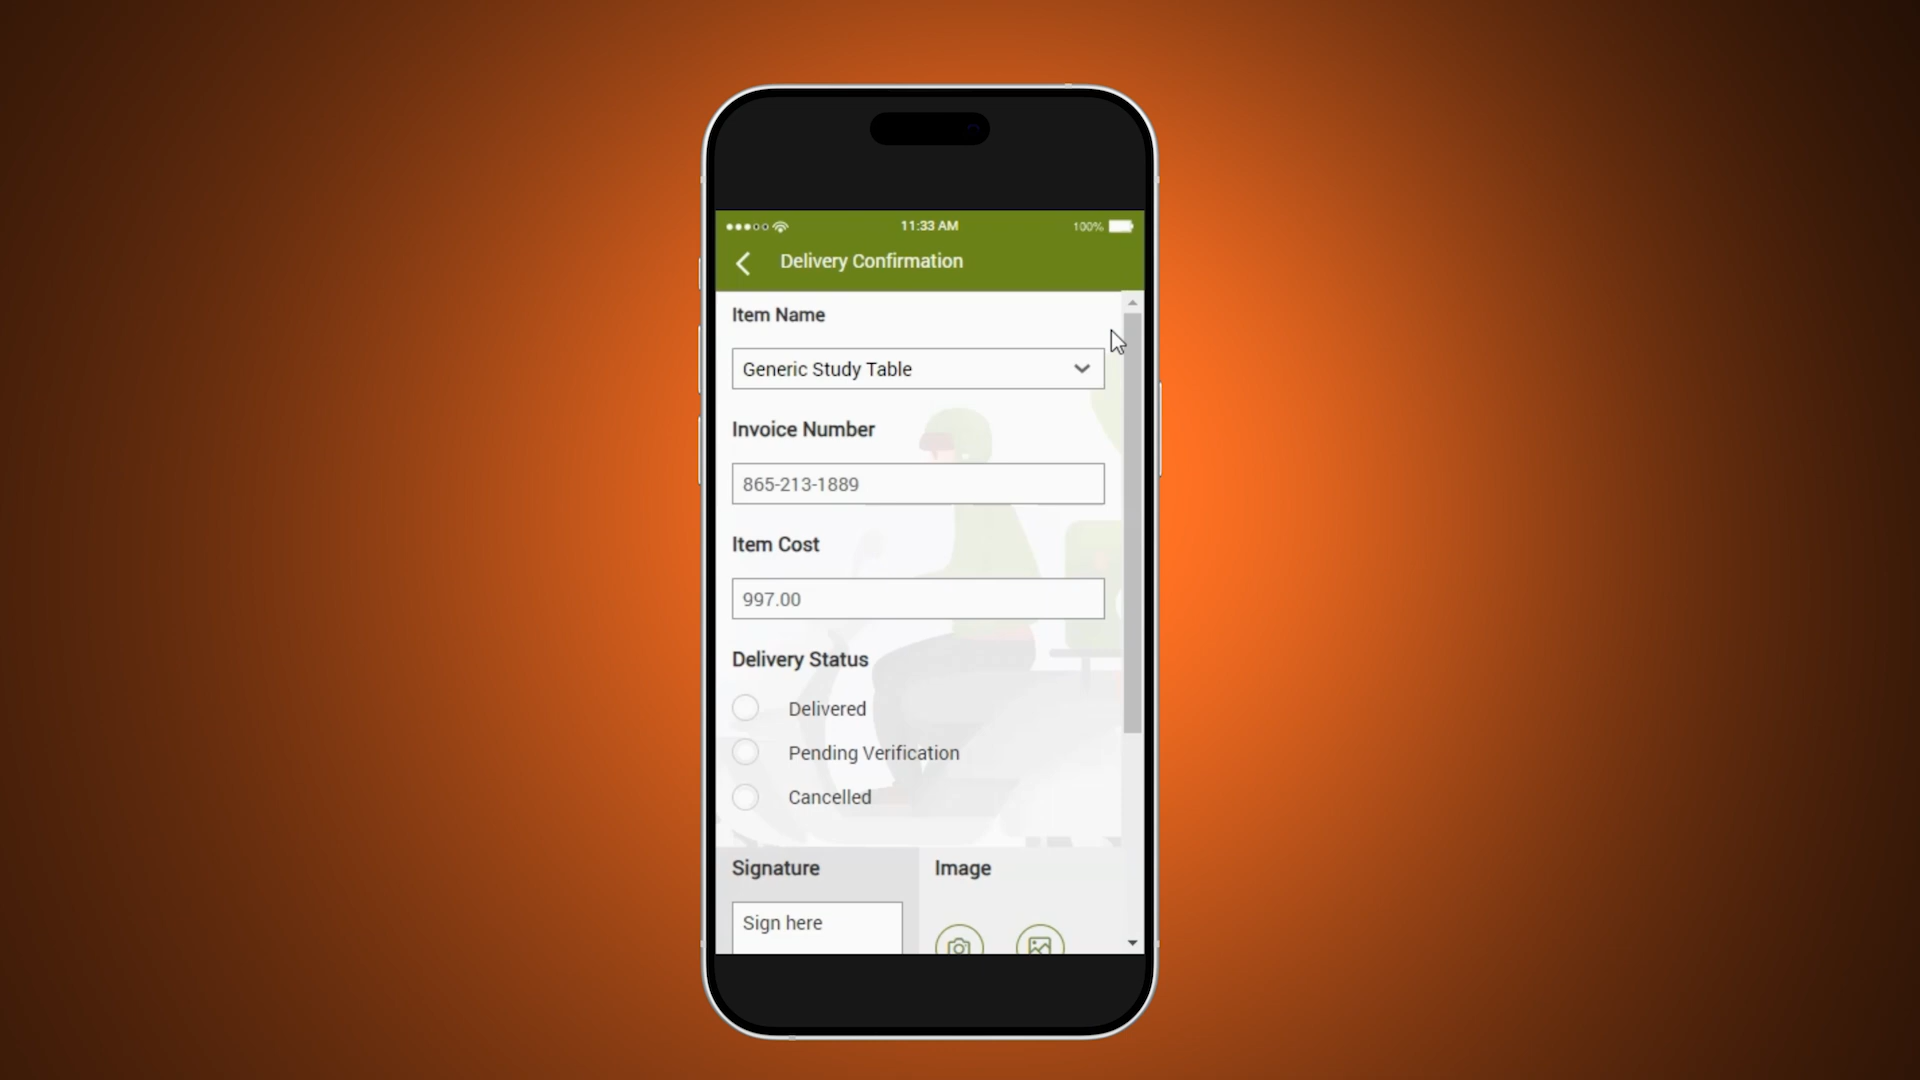 11:33 AM
100%
Delivery Confirmation
Item Name
Generic Study Table
Invoice Number
865-213-1889
Item Cost
997.00
Delivery Status
Delivered
Pending Verification
Cancelled
Signature
Image
Sign here